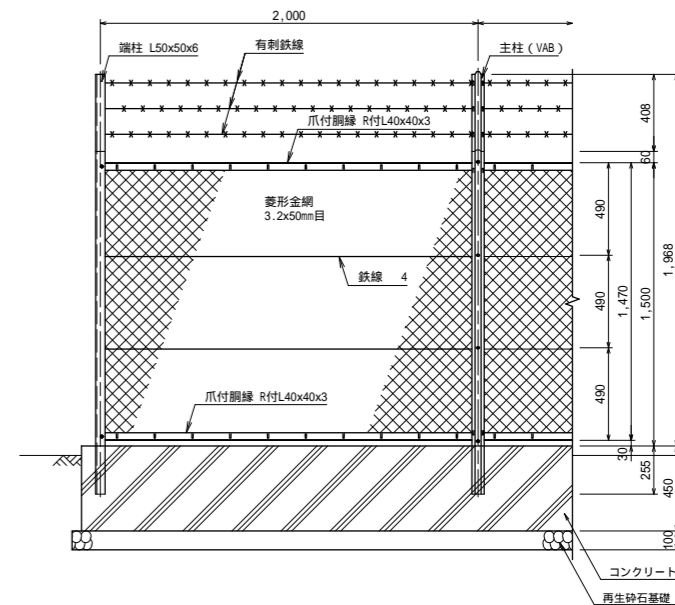 2,000
端柱 L50x50x6
有刺鉄線
主柱(VAB)
爪付胴縁 R付L40x40x3
菱形金網
3.2x50mm目
鉄線 4
爪付胴縁 R付L40x40x3
408
60
490
490
490
1,470
1,500
1,968
30
255
450
100
コンクリート
再生砕石基礎